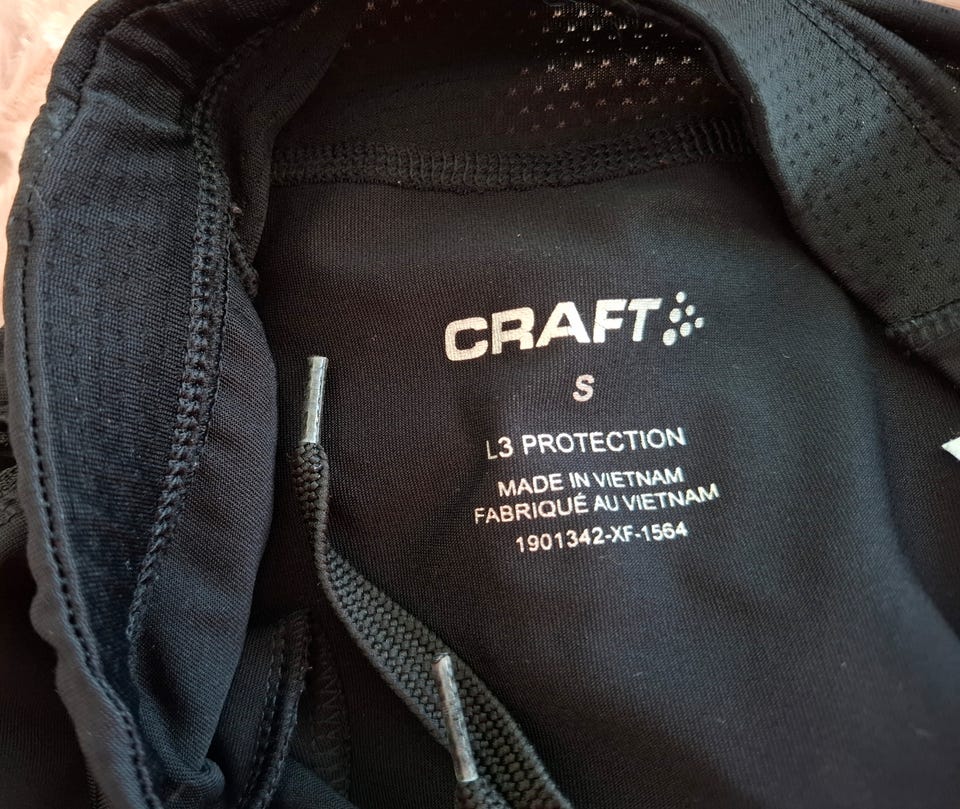 CRAFT
S
L3 PROTECTION
MADE IN VIETNAM
FABRIQUÉ AU VIETNAM
1901342-XF-1564